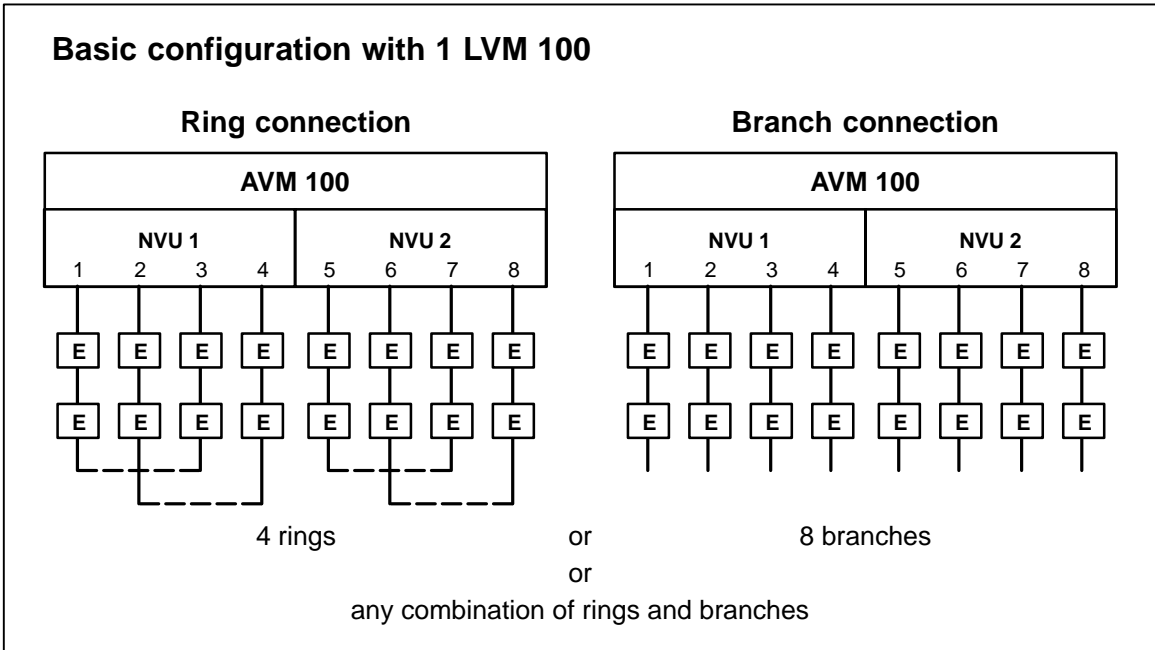 Basic configuration with 1 LVM 100
Ring connection
Branch connection
AVM 100
AVM 100
NVU 1
NVU 2
NVU 1
NVU 2
1 2 3 4 5 6 7 8
1 2 3 4 5 6 7 8
E E E E E E E E
E E E E E E E E
E E E E E E E E
E E E E E E E E
4 rings
or
8 branches
or
any combination of rings and branches